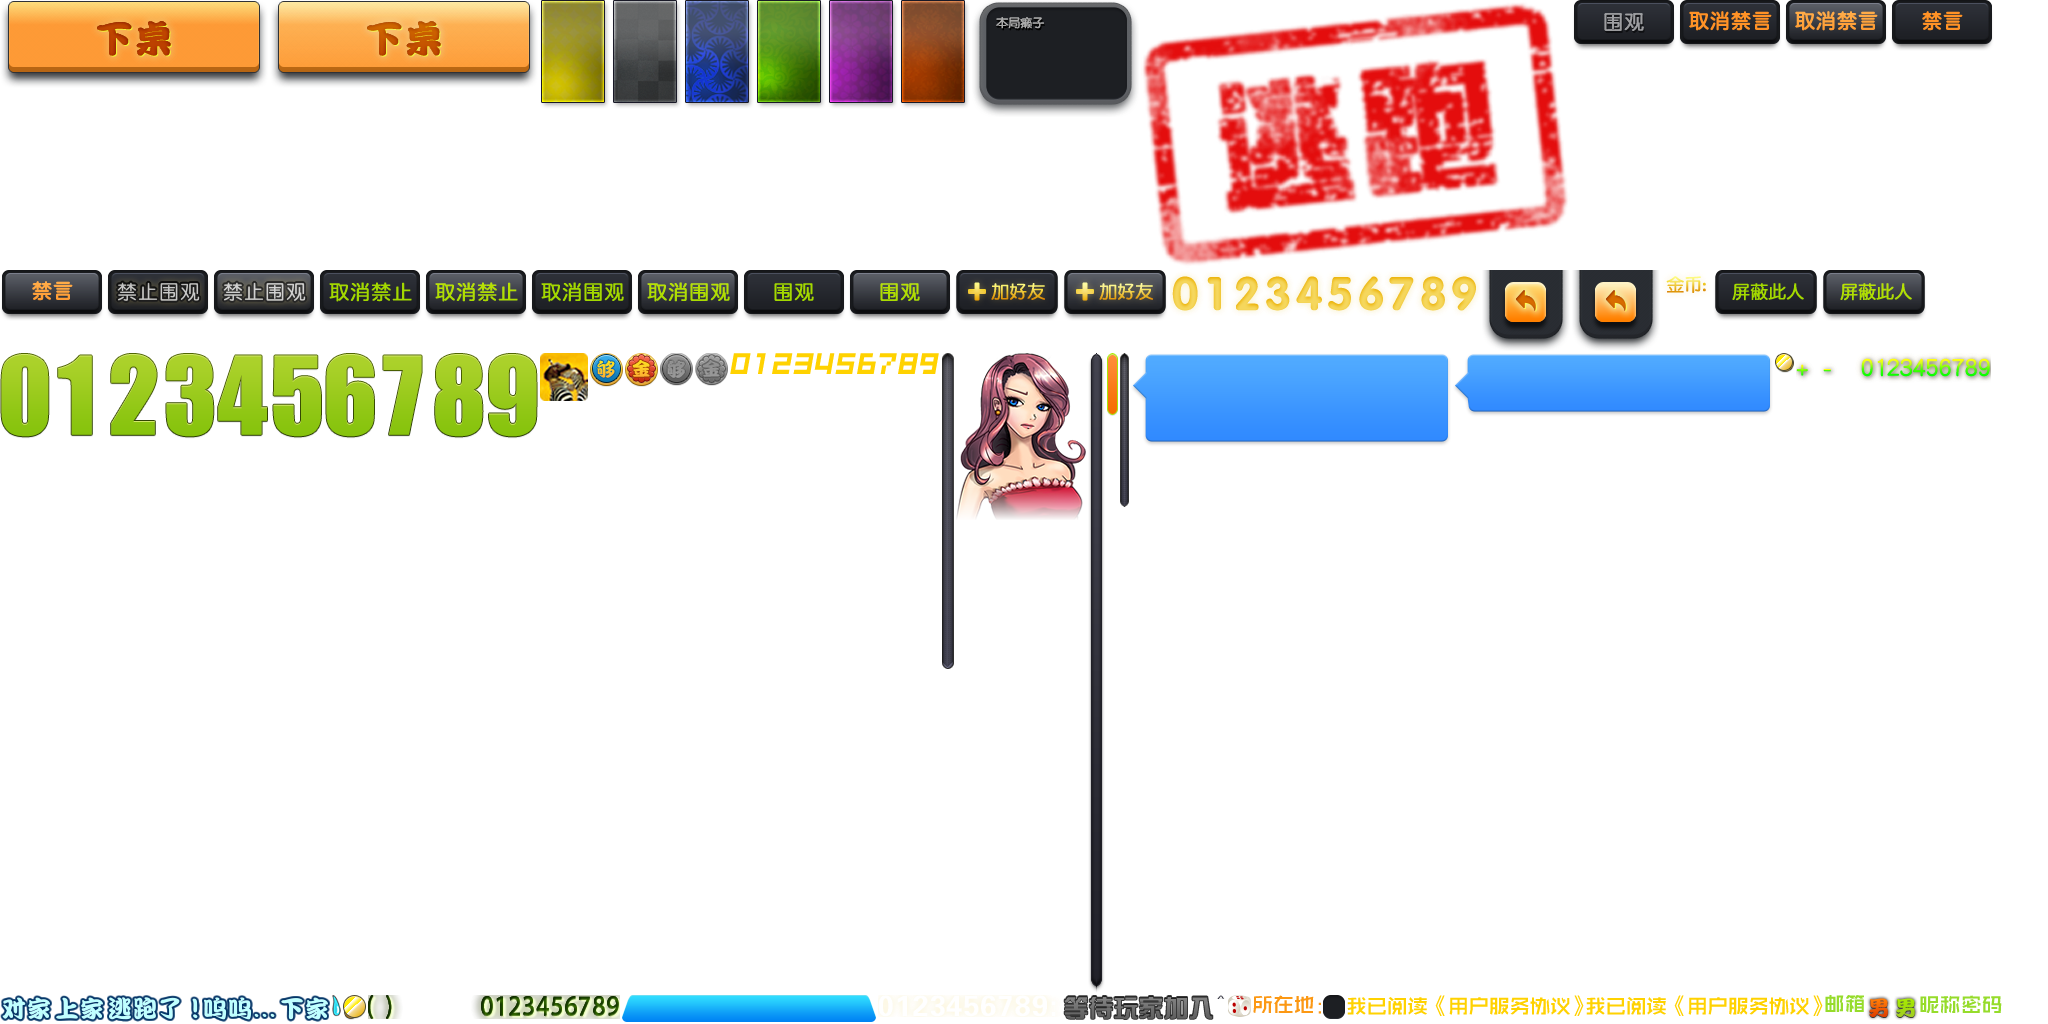 下桌 下桌 本局癞子 逃跑 围观 取消禁言 取消禁言 禁言
禁言 禁止围观 禁止围观 取消禁止 取消禁止 取消围观 取消围观 围观 围观 加好友 加好友 0123456789 金币: 屏蔽此人 屏蔽此人
0123456789 够 金 够 金 0123456789 + - 0123456789
对家上家逃跑了!呜呜...下家 ( ) 0123456789 0123456789 等待玩家加入^ 所在地: 我已阅读《用户服务协议》我已阅读《用户服务协议》邮箱 男 男 昵称密码